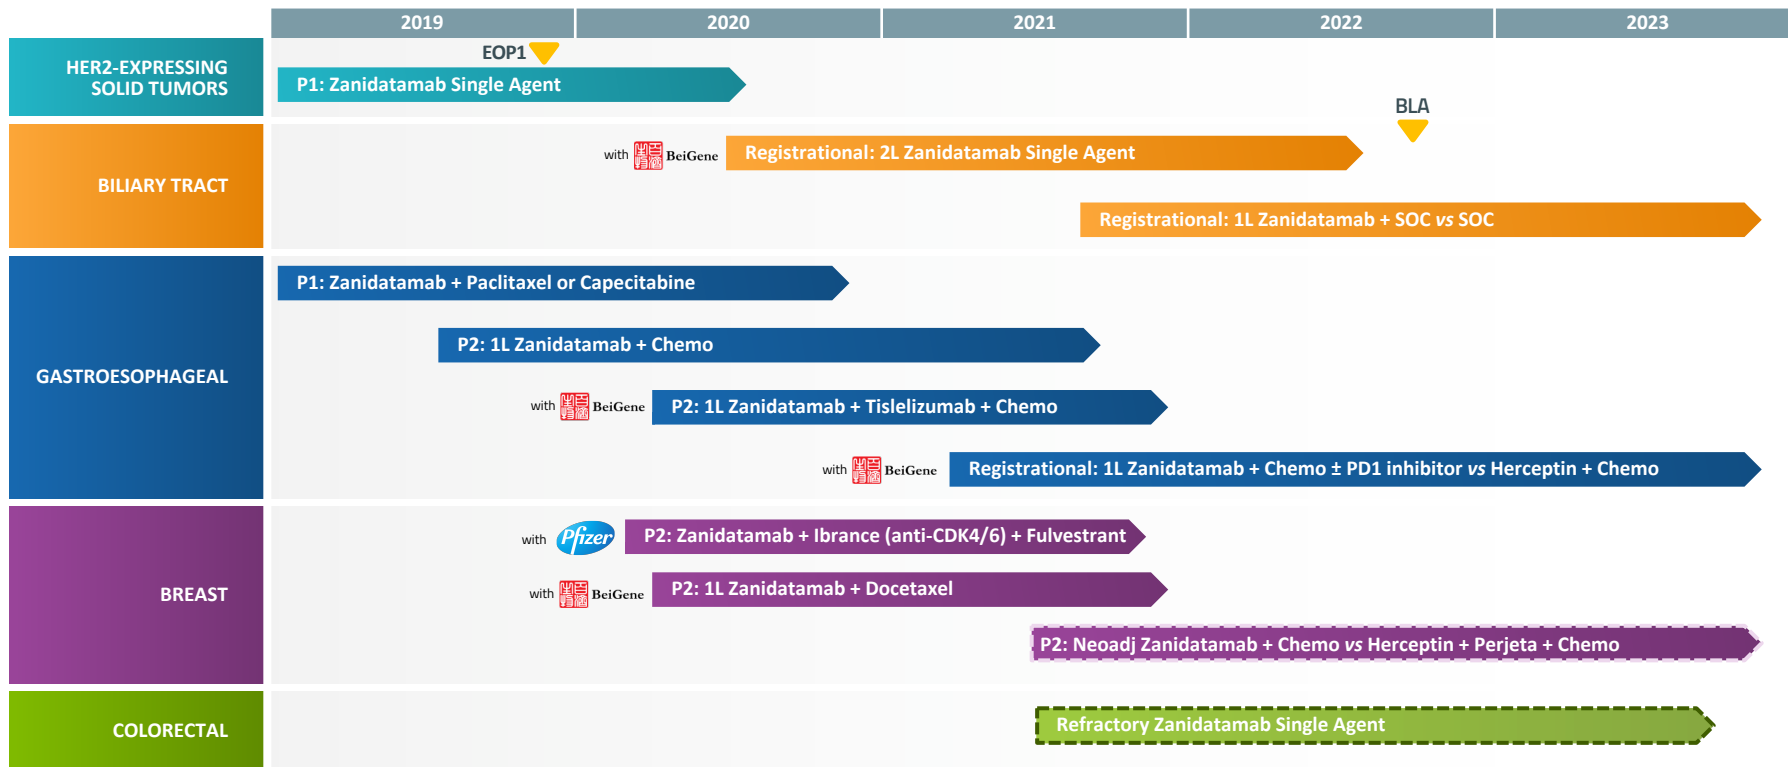 2019 2020 2021 2022 2023
HER2-EXPRESSING
SOLID TUMORS
EOP1
P1: Zanidatamab Single Agent
BLA
BILIARY TRACT
with BeiGene Registrational: 2L Zanidatamab Single Agent
Registrational: 1L Zanidatamab + SOC vs SOC
GASTROESOPHAGEAL
P1: Zanidatamab + Paclitaxel or Capecitabine
P2: 1L Zanidatamab + Chemo
with BeiGene P2: 1L Zanidatamab + Tislelizumab + Chemo
with BeiGene Registrational: 1L Zanidatamab + Chemo ± PD1 inhibitor vs Herceptin + Chemo
BREAST
with Pfizer P2: Zanidatamab + Ibrance (anti-CDK4/6) + Fulvestrant
with BeiGene P2: 1L Zanidatamab + Docetaxel
P2: Neoadj Zanidatamab + Chemo vs Herceptin + Perjeta + Chemo
COLORECTAL
Refractory Zanidatamab Single Agent